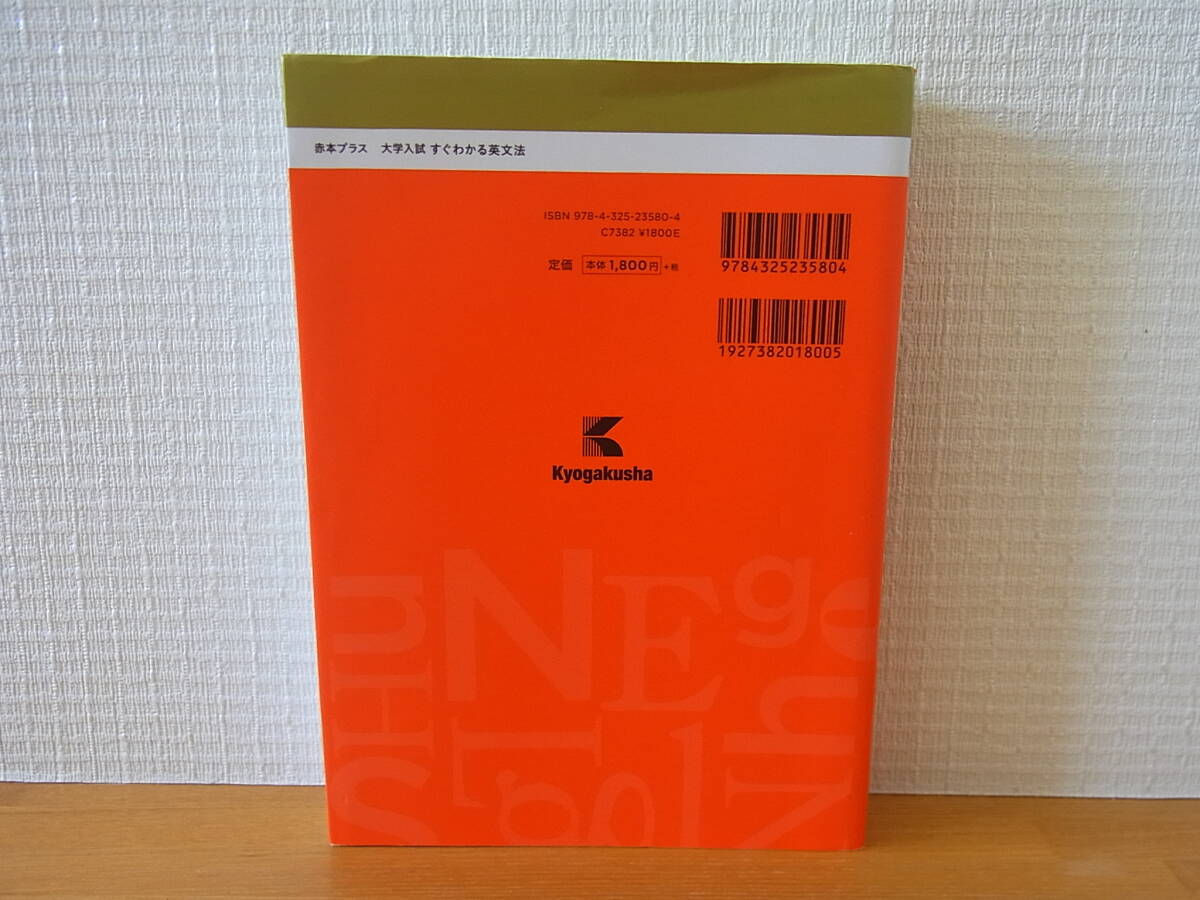 赤本プラス 大学入試 すぐわかる英文法
ISBN 978-4-325-23580-4
C7382 ¥1800E
定価 本体1,800円+税
9784325235804
1927382018005
Kyogakusha